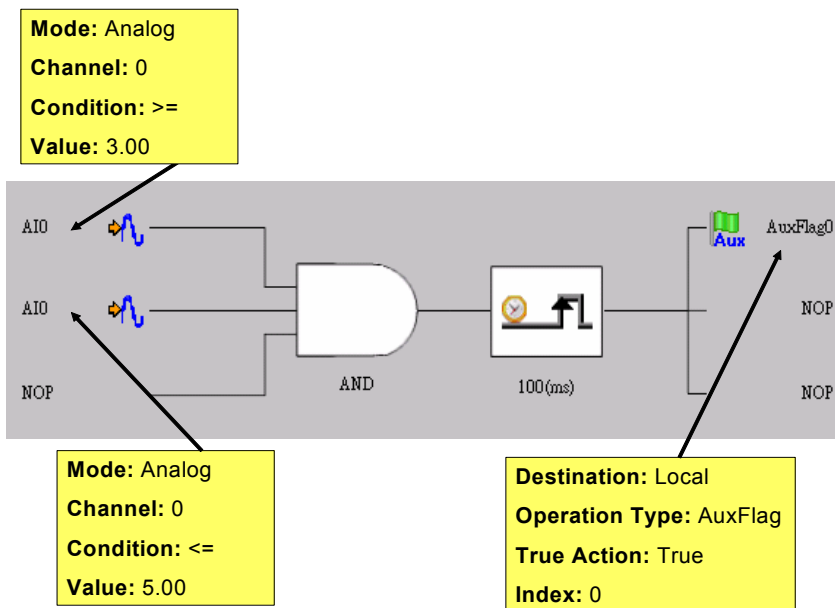 Mode: Analog
Channel: 0
Condition: >=
Value: 3.00
AI0
Aux
AuxFlag0
AI0
NOP
NOP
AND
100(ms)
NOP
Mode: Analog
Channel: 0
Condition: <=
Value: 5.00
Destination: Local
Operation Type: AuxFlag
True Action: True
Index: 0